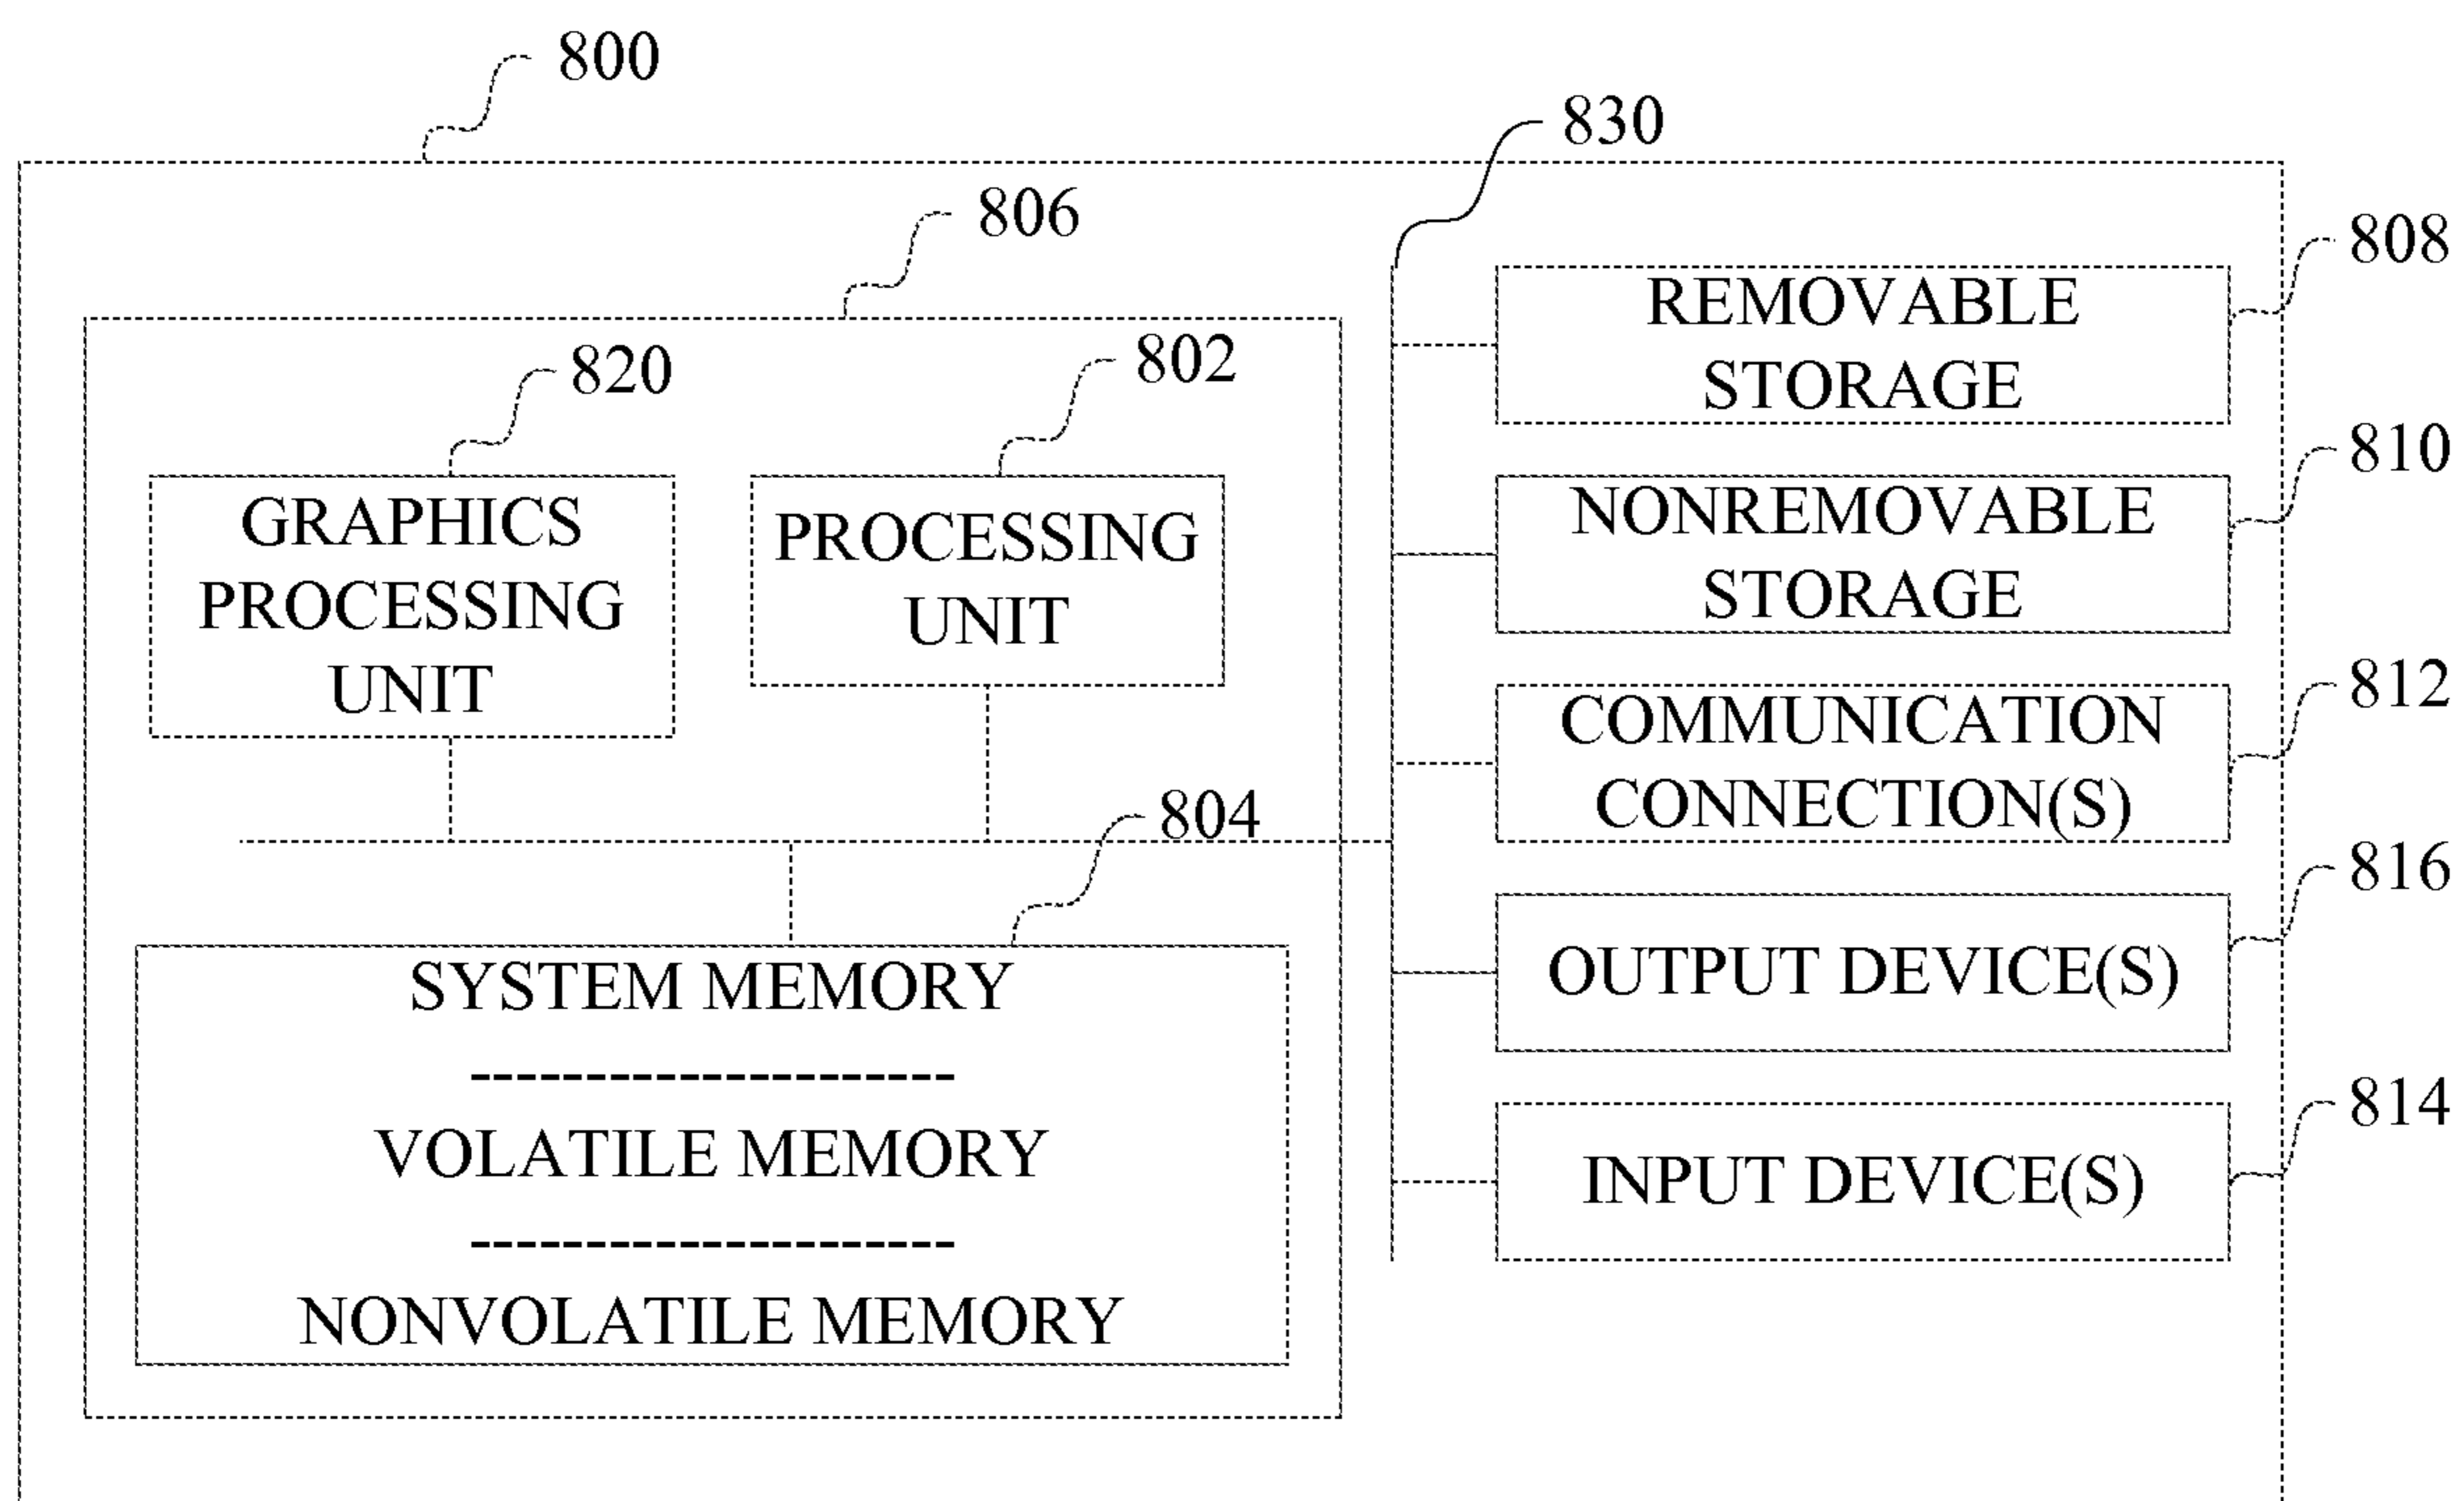 800
830
806
808
REMOVABLE
STORAGE
820
802
810
GRAPHICS
PROCESSING
UNIT
PROCESSING
UNIT
NONREMOVABLE
STORAGE
812
COMMUNICATION
CONNECTION(S)
804
816
SYSTEM MEMORY
---------------------
VOLATILE MEMORY
---------------------
NONVOLATILE MEMORY
OUTPUT DEVICE(S)
814
INPUT DEVICE(S)